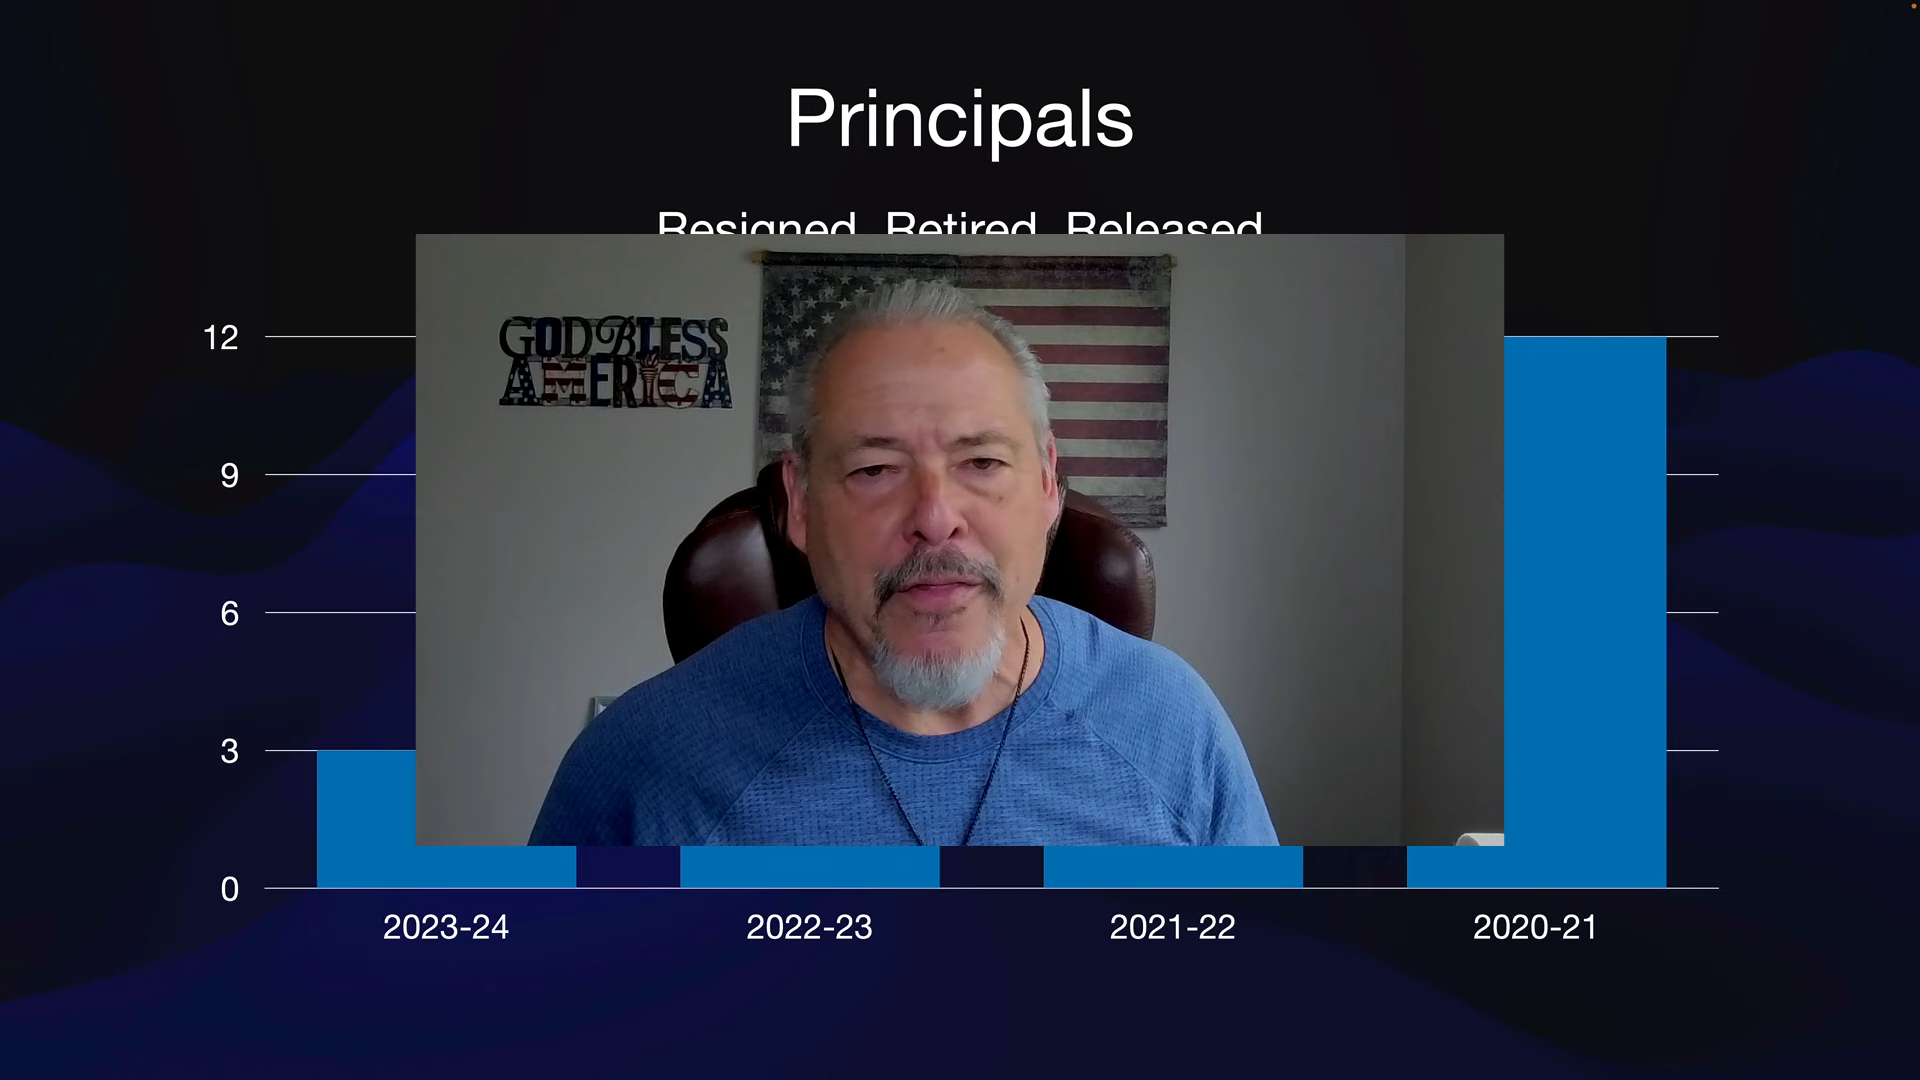 Principals
Resigned, Retired, Released
GOD BLESS
AMERICA
12
9
6
3
0
2023-24
2022-23
2021-22
2020-21